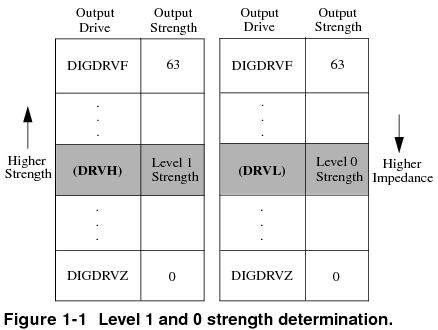 Output Drive
Output Strength
Output Drive
Output Strength
DIGDRVF 63
DIGDRVF 63
. .
. .
. .
Higher Strength
(DRVH)
Level 1 Strength
(DRVL)
Level 0 Strength
Higher Impedance
. .
. .
. .
DIGDRVZ 0
DIGDRVZ 0
Figure 1-1 Level 1 and 0 strength determination.